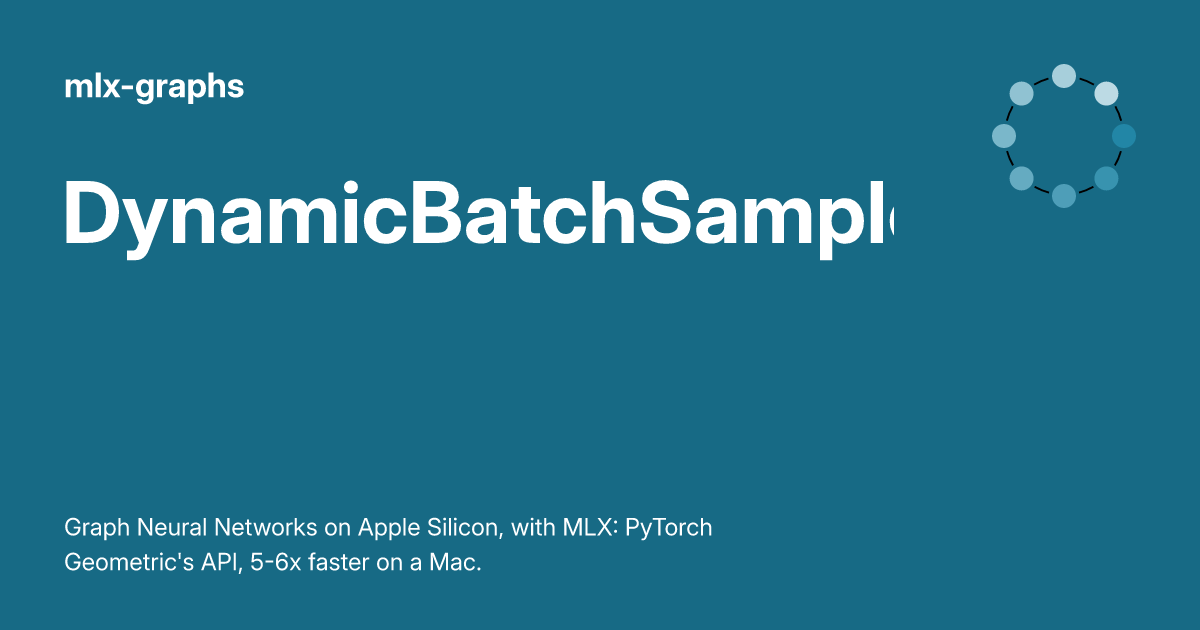 mlx-graphs
DynamicBatchSampl
Graph Neural Networks on Apple Silicon, with MLX: PyTorch
Geometric's API, 5-6x faster on a Mac.